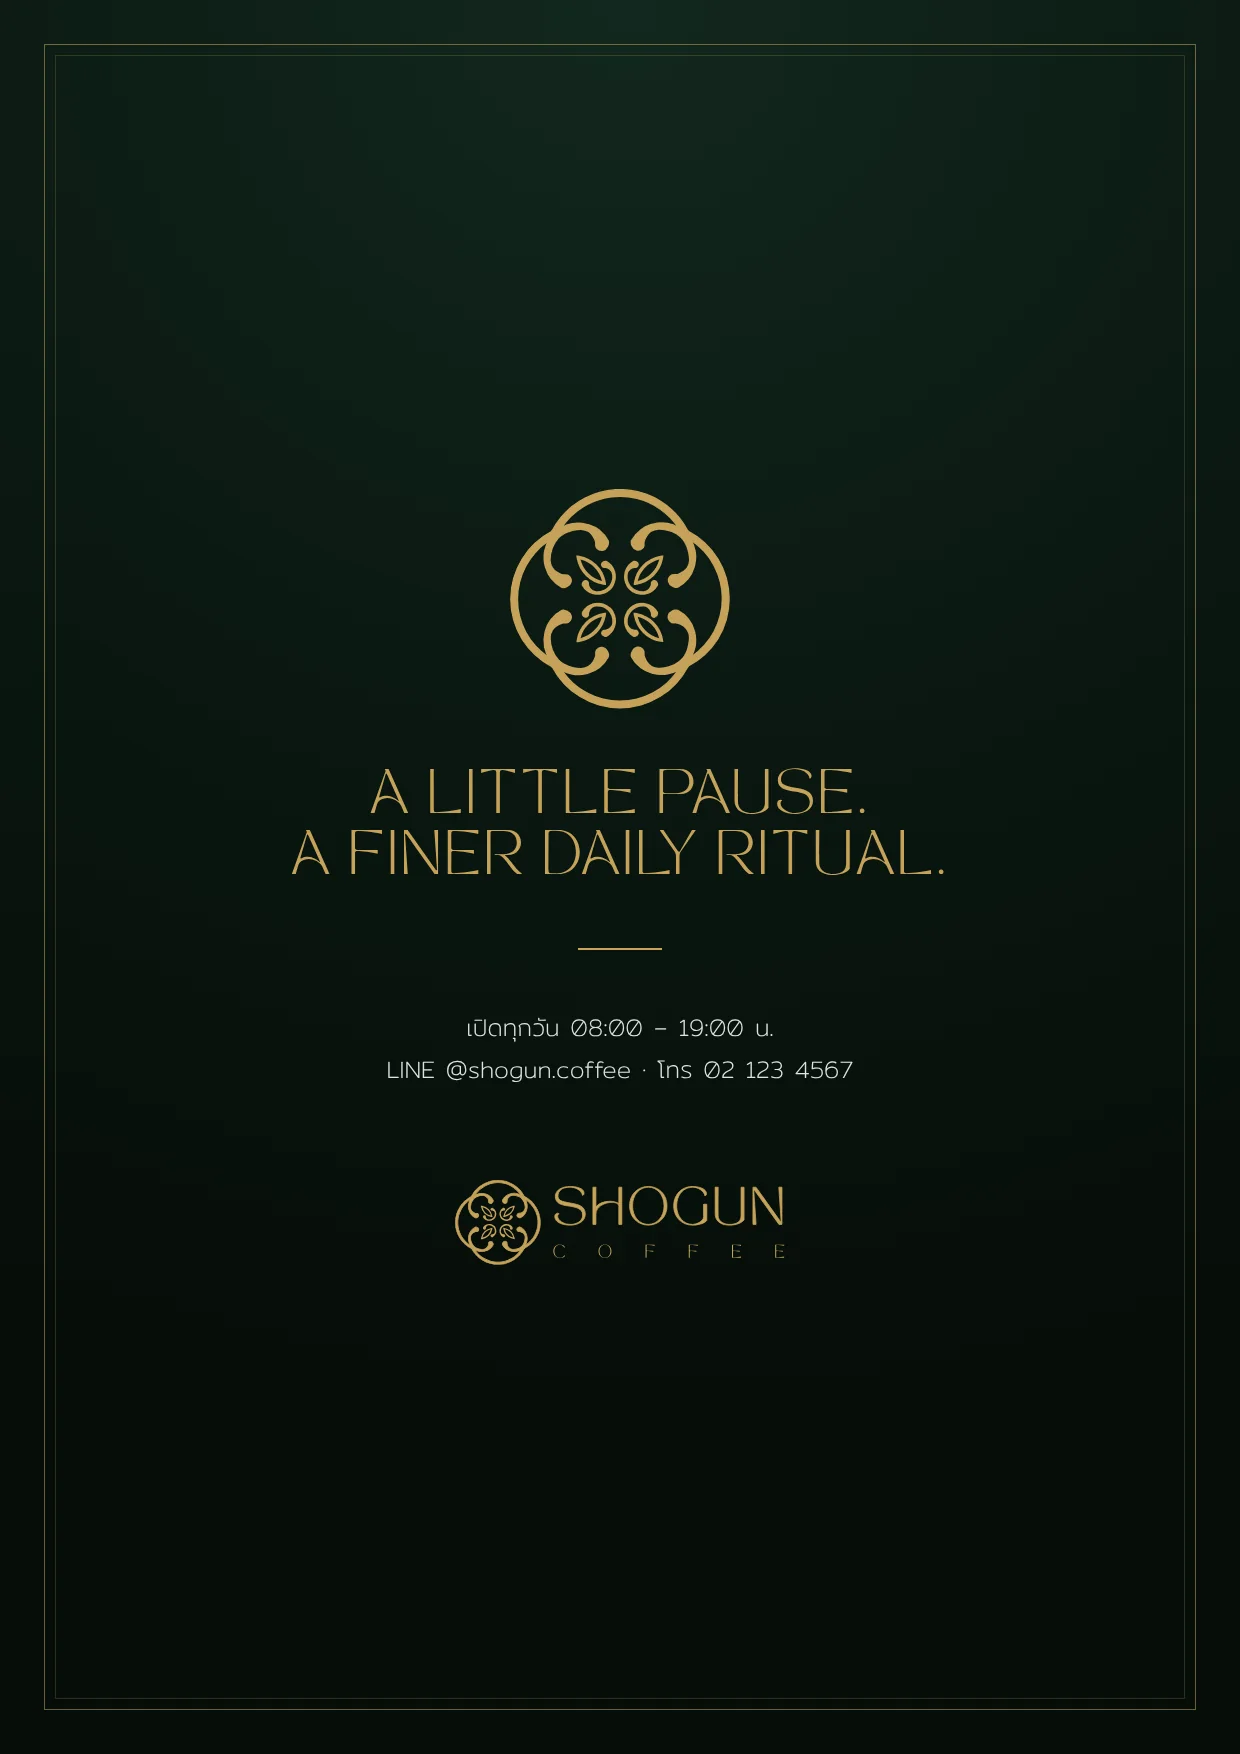 A LITTLE PAUSE.
A FINER DAILY RITUAL.
เปิดทุกวัน 08:00 – 19:00 น.
LINE @shogun.coffee · โทร 02 123 4567
SHOGUN
COFFEE